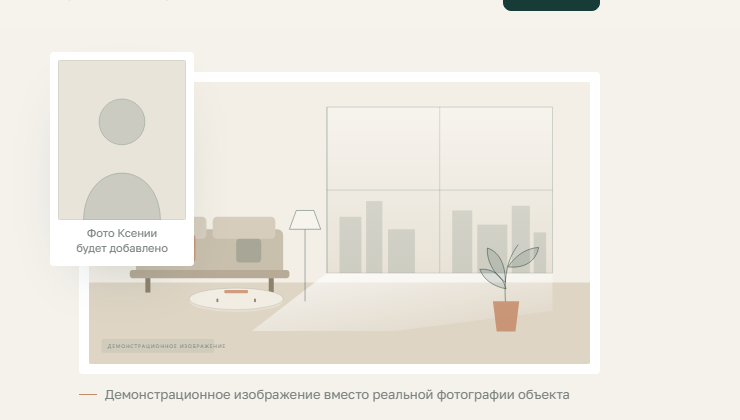 Фото Ксении
будет добавлено
ДЕМОНСТРАЦИОННОЕ ИЗОБРАЖЕНИЕ
Демонстрационное изображение вместо реальной фотографии объекта